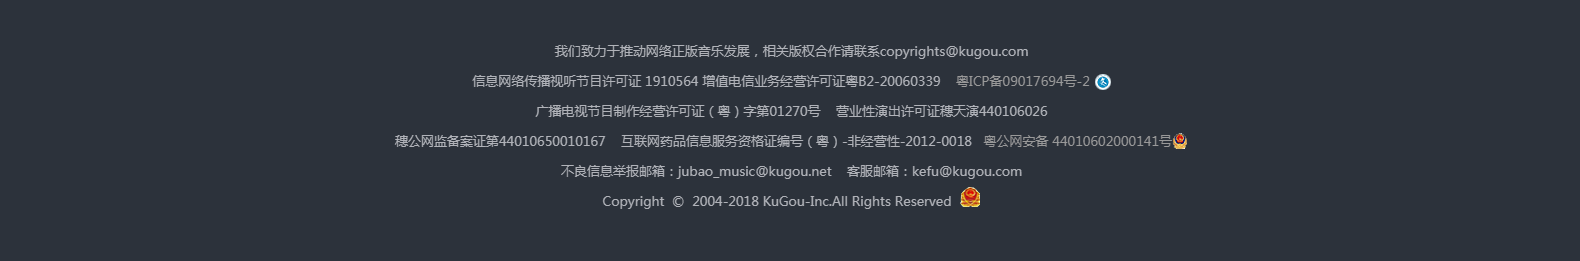 我们致力于推动网络正版音乐发展，相关版权合作请联系copyrights@kugou.com
信息网络传播视听节目许可证 1910564 增值电信业务经营许可证粤B2-20060339 粤ICP备09017694号-2
广播电视节目制作经营许可证（粤）字第01270号 营业性演出许可证穗天演440106026
穗公网监备案证第44010650010167 互联网药品信息服务资格证编号（粤）-非经营性-2012-0018 粤公网安备 44010602000141号
不良信息举报邮箱：jubao_music@kugou.net 客服邮箱：kefu@kugou.com
Copyright © 2004-2018 KuGou-Inc.All Rights Reserved